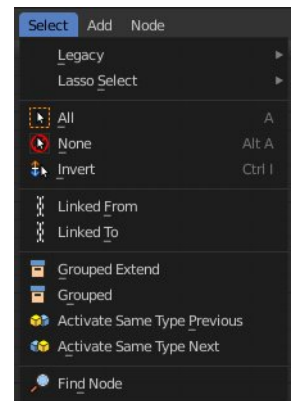 Select Add Node
Legacy
Lasso Select
All A
None Alt A
Invert Ctrl I
Linked From
Linked To
Grouped Extend
Grouped
Activate Same Type Previous
Activate Same Type Next
Find Node